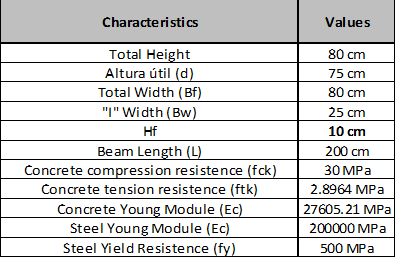 Characteristics Values
Total Height 80 cm
Altura útil (d) 75 cm
Total Width (Bf) 80 cm
"I" Width (Bw) 25 cm
Hf 10 cm
Beam Length (L) 200 cm
Concrete compression resistence (fck) 30 MPa
Concrete tension resistence (ftk) 2.8964 MPa
Concrete Young Module (Ec) 27605.21 MPa
Steel Young Module (Ec) 200000 MPa
Steel Yield Resistence (fy) 500 MPa